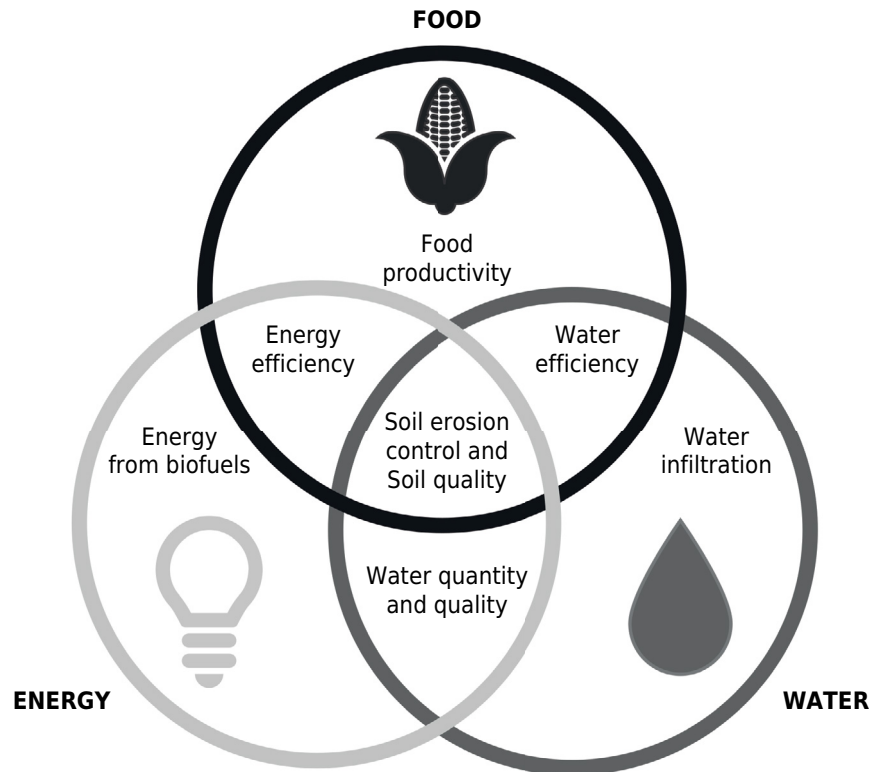 FOOD
Food
productivity
Energy
efficiency
Water
efficiency
Soil erosion
control and
Soil quality
Energy
from biofuels
Water
infiltration
Water quantity
and quality
ENERGY
WATER